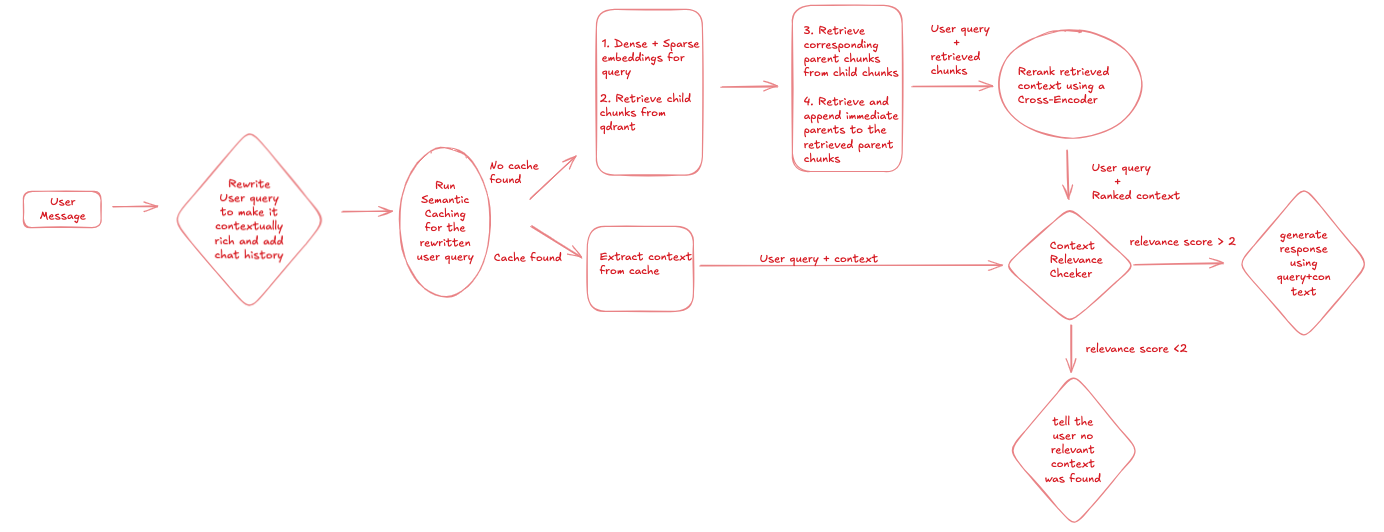 User
Message
Rewrite
User query
to make it
contextually
rich and add
chat history
Run
Semantic
Caching
for the
rewritten
user query
No cache
found
Cache found
1. Dense + Sparse
embeddings for
query
2. Retrieve child
chunks from
qdrant
Extract context
from cache
3. Retrieve
corresponding
parent chunks
from child chunks
4. Retrieve and
append immediate
parents to the
retrieved parent
chunks
User query
+
retrieved
chunks
Rerank retrieved
context using a
Cross-Encoder
User query
+
Ranked context
User query + context
Context
Relevance
Chceker
relevance score > 2
generate
response
using
query+con
text
relevance score <2
tell the
user no
relevant
context
was found